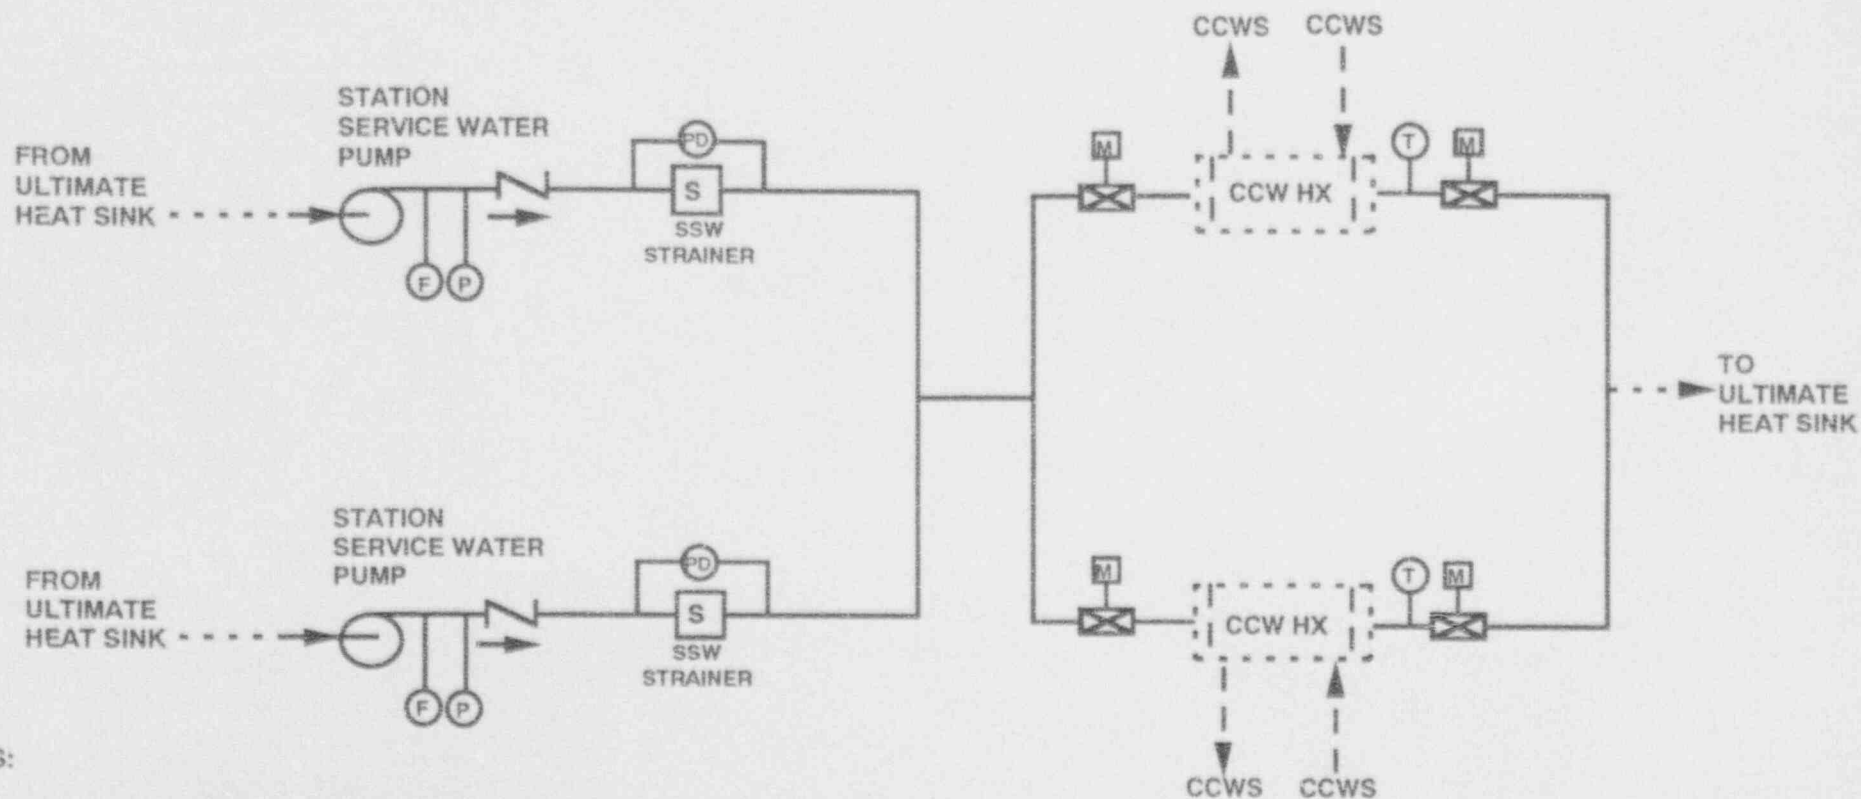 CCWS CCWS
STATION
SERVICE WATER
PUMP
FROM
ULTIMATE
HEAT SINK
PD
S
SSW
STRAINER
F P
M
CCW HX
T
M
TO
ULTIMATE
HEAT SINK
STATION
SERVICE WATER
PUMP
FROM
ULTIMATE
HEAT SINK
PD
S
SSW
STRAINER
F P
M
CCW HX
T
M
CCWS CCWS